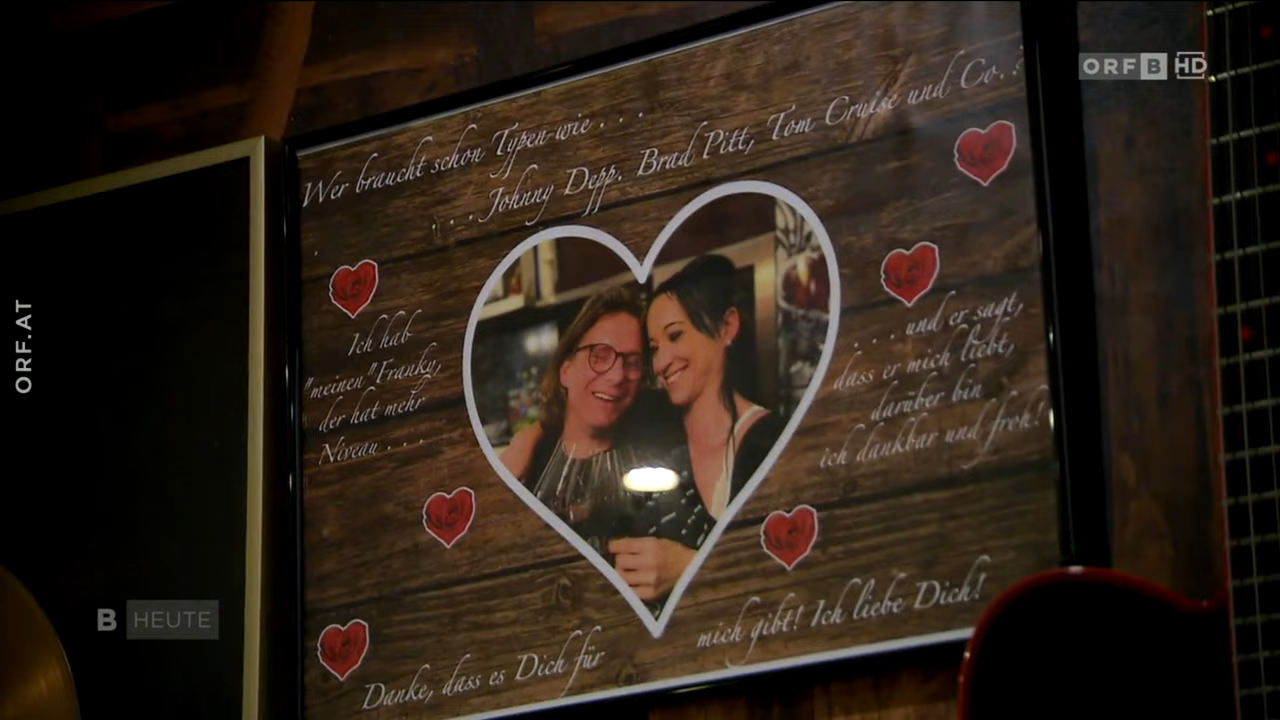 ORF B HD
Wer braucht schon Typen wie . . .
. . . Johnny Depp. Brad Pitt, Tom Cruise und Co. ?
Ich hab
"meinen" Franky,
der hat mehr
Niveau . . .
. . . und er sagt,
dass er mich liebt,
darüber bin
ich dankbar und froh!
Danke, dass es Dich für
mich gibt! Ich liebe Dich!
ORF.AT
B HEUTE